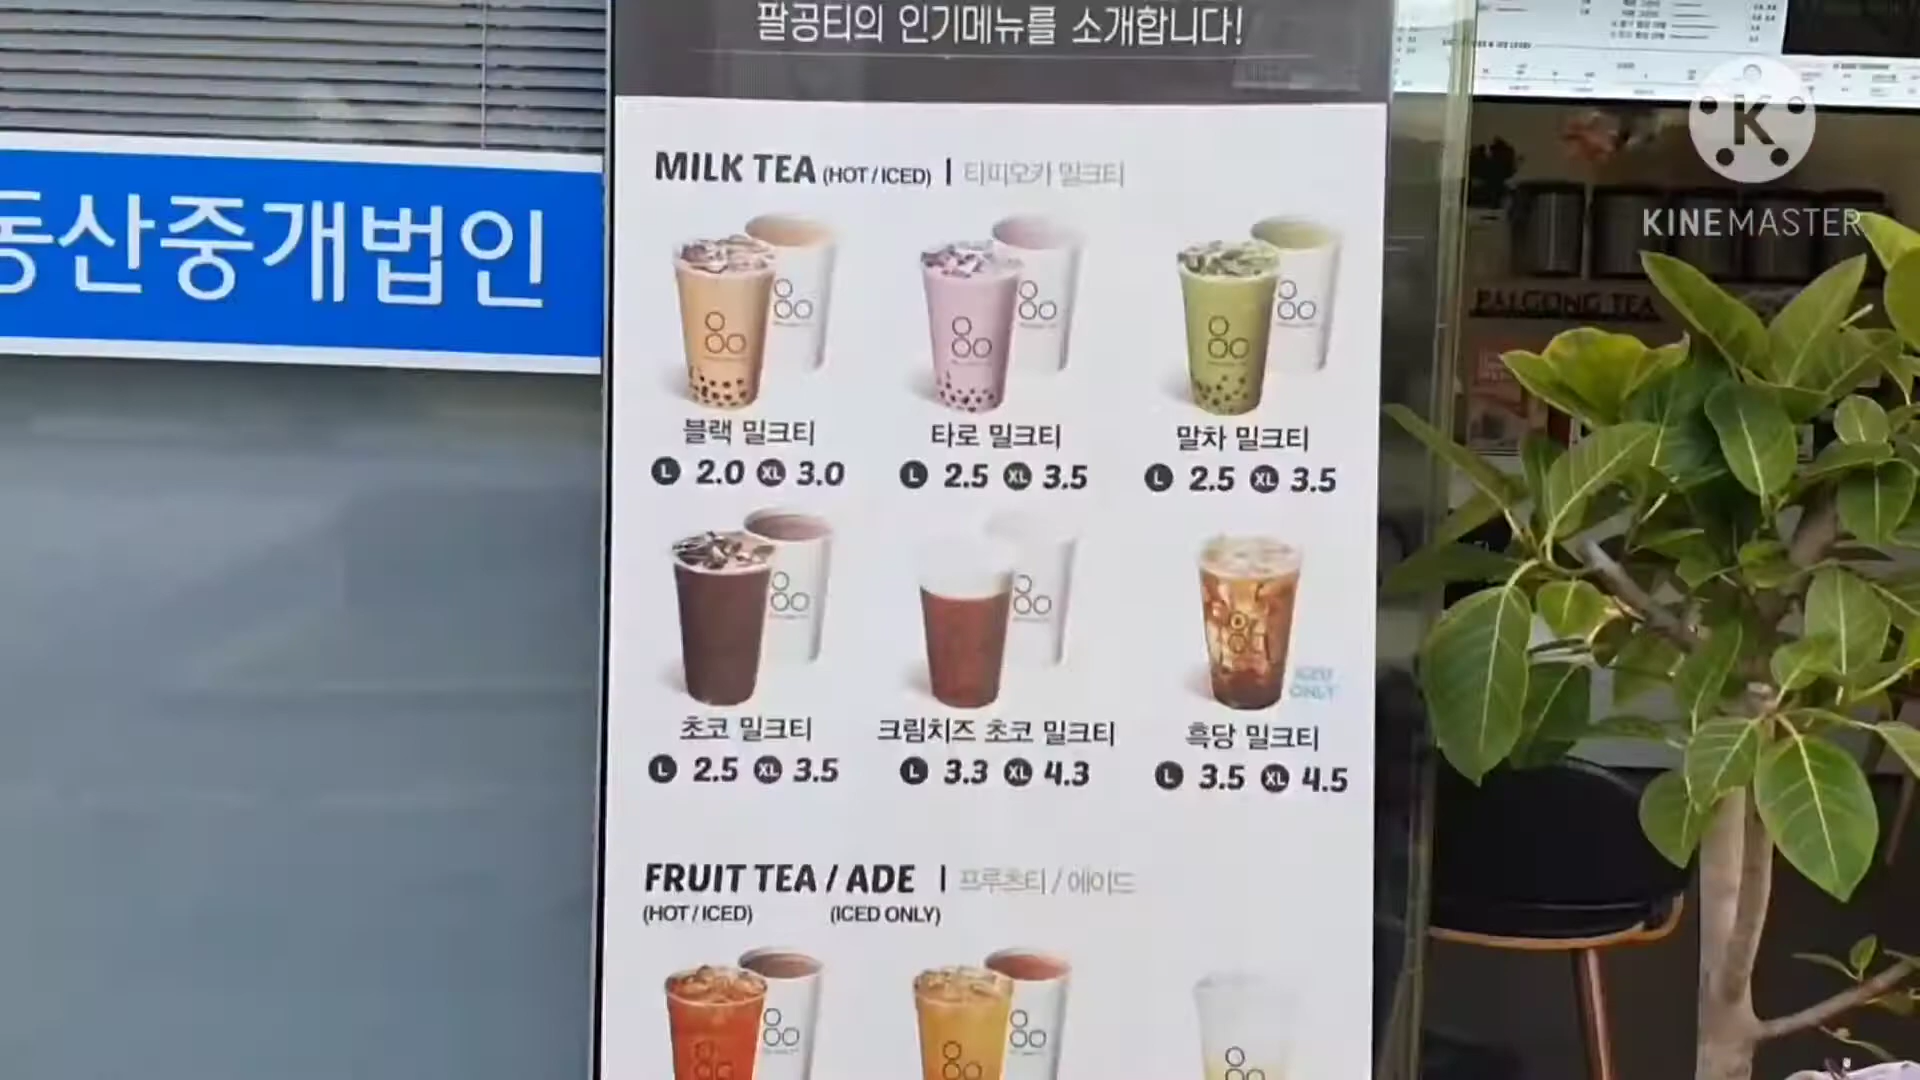 팔공티의 인기메뉴를 소개합니다!
동산중개법인
MILK TEA (HOT / ICED) | 티피오카 밀크티
블랙 밀크티
L 2.0 XL 3.0
타로 밀크티
L 2.5 XL 3.5
말차 밀크티
L 2.5 XL 3.5
초코 밀크티
L 2.5 XL 3.5
크림치즈 초코 밀크티
L 3.3 XL 4.3
ICED ONLY
흑당 밀크티
L 3.5 XL 4.5
FRUIT TEA / ADE | 프루츠티 / 에이드
(HOT / ICED) (ICED ONLY)
PALGONG TEA
K
KINEMASTER